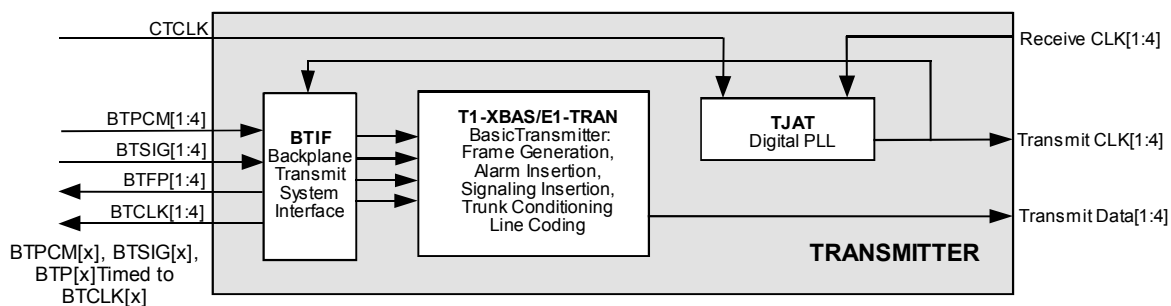 CTCLK
Receive CLK[1:4]
BTPCM[1:4]
BTSIG[1:4]
BTFP[1:4]
BTCLK[1:4]
BTPCM[x], BTSIG[x],
BTP[x]Timed to
BTCLK[x]
BTIF
Backplane
Transmit
System
Interface
T1-XBAS/E1-TRAN
BasicTransmitter:
Frame Generation,
Alarm Insertion,
Signaling Insertion,
Trunk Conditioning
Line Coding
TJAT
Digital PLL
Transmit CLK[1:4]
Transmit Data[1:4]
TRANSMITTER